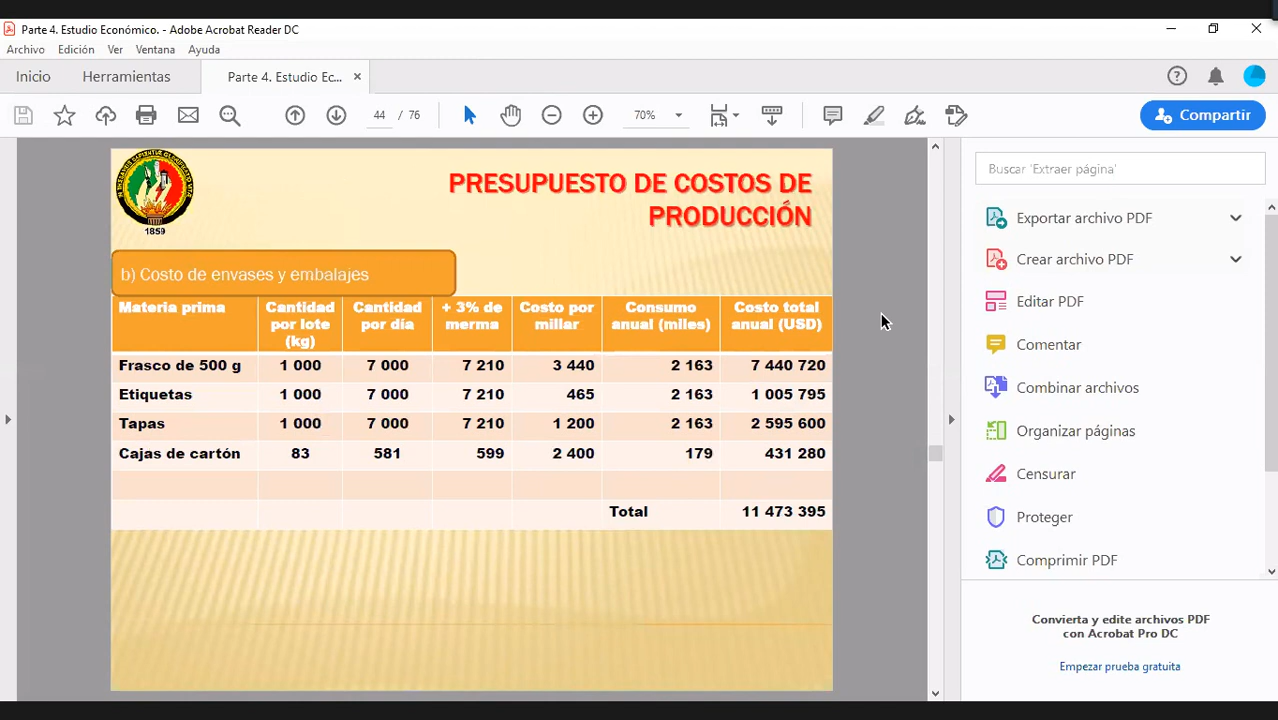 Parte 4. Estudio Económico. - Adobe Acrobat Reader DC
Archivo Edición Ver Ventana Ayuda
Inicio Herramientas Parte 4. Estudio Ec... ×
44 / 76 70% Compartir
PRESUPUESTO DE COSTOS DE
PRODUCCIÓN
1859
b) Costo de envases y embalajes
Materia prima Cantidad por lote (kg) Cantidad por día + 3% de merma Costo por millar Consumo anual (miles) Costo total anual (USD)
Frasco de 500 g 1 000 7 000 7 210 3 440 2 163 7 440 720
Etiquetas 1 000 7 000 7 210 465 2 163 1 005 795
Tapas 1 000 7 000 7 210 1 200 2 163 2 595 600
Cajas de cartón 83 581 599 2 400 179 431 280
Total 11 473 395
Buscar 'Extraer página'
Exportar archivo PDF
Crear archivo PDF
Editar PDF
Comentar
Combinar archivos
Organizar páginas
Censurar
Proteger
Comprimir PDF
Convierta y edite archivos PDF
con Acrobat Pro DC
Empezar prueba gratuita